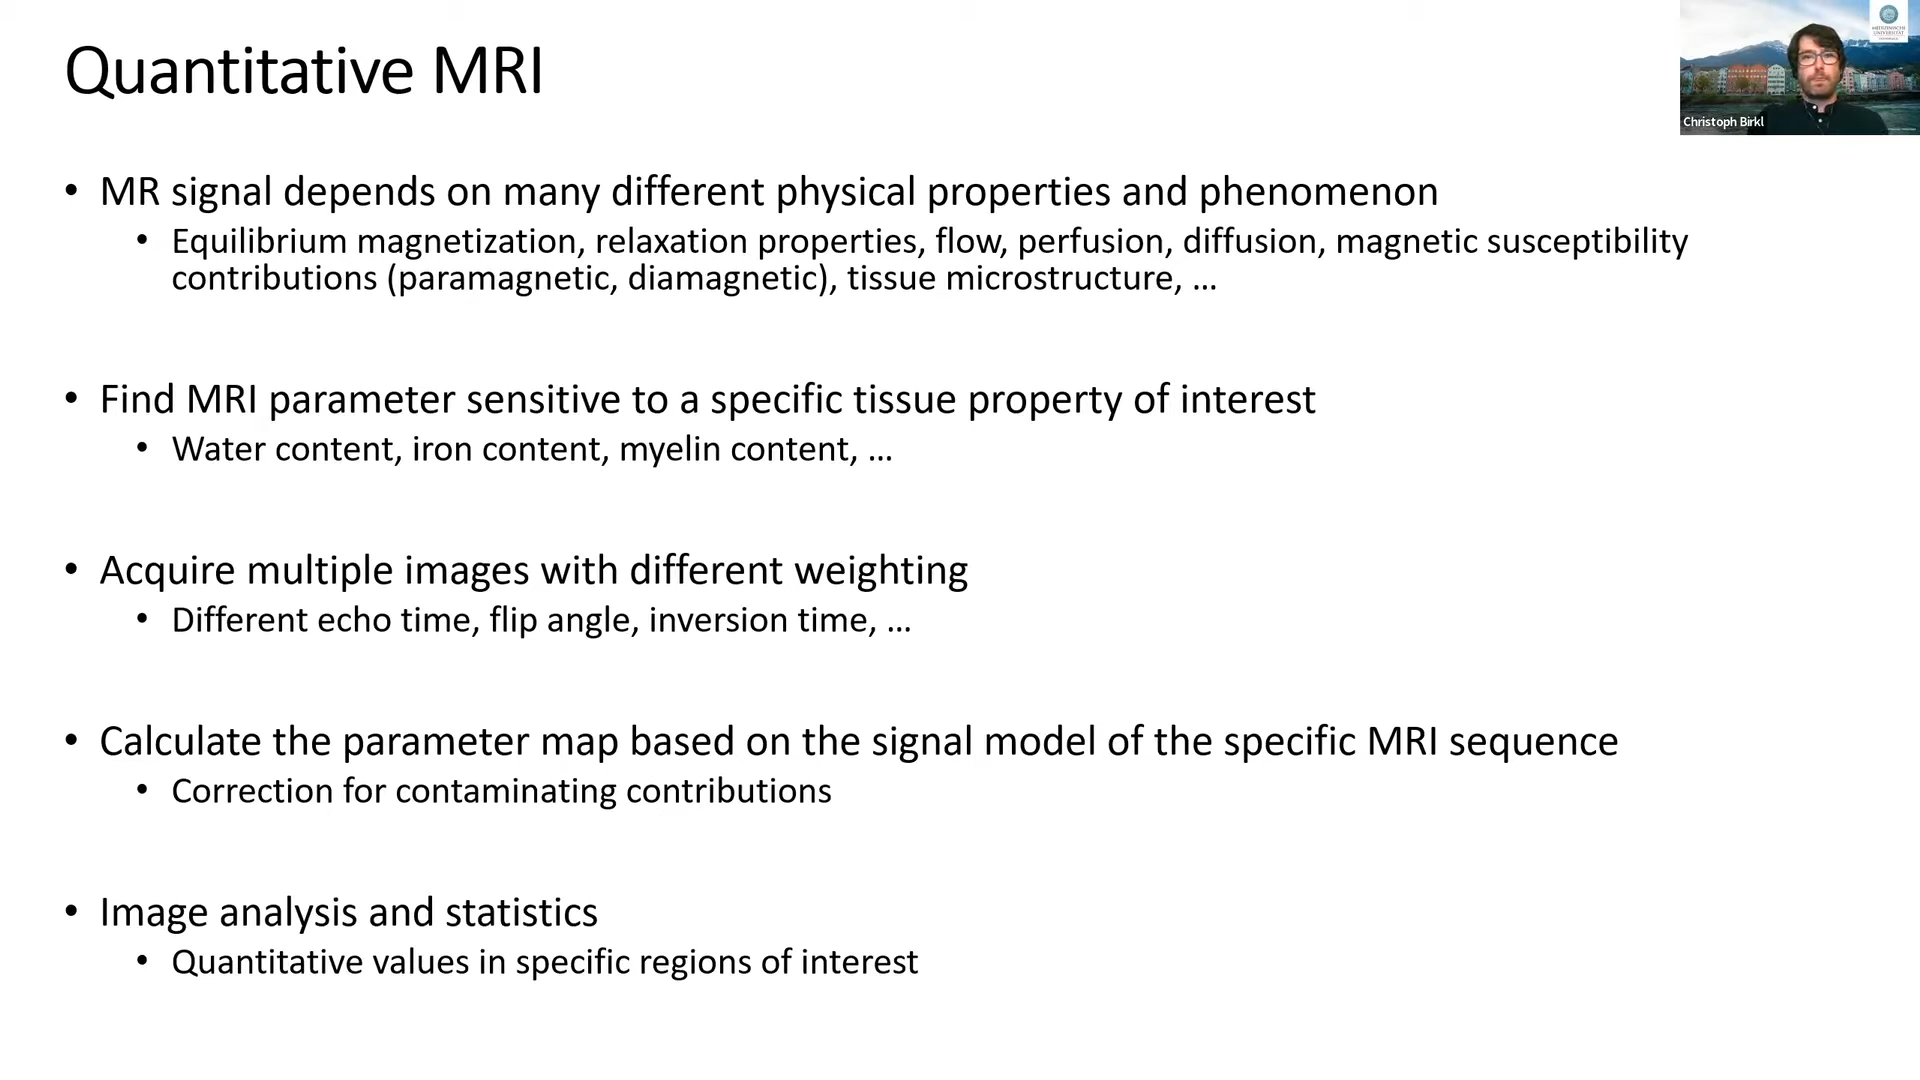 Quantitative MRI
Christoph Birkl
• MR signal depends on many different physical properties and phenomenon
• Equilibrium magnetization, relaxation properties, flow, perfusion, diffusion, magnetic susceptibility
contributions (paramagnetic, diamagnetic), tissue microstructure, ...
• Find MRI parameter sensitive to a specific tissue property of interest
• Water content, iron content, myelin content, ...
• Acquire multiple images with different weighting
• Different echo time, flip angle, inversion time, ...
• Calculate the parameter map based on the signal model of the specific MRI sequence
• Correction for contaminating contributions
• Image analysis and statistics
• Quantitative values in specific regions of interest